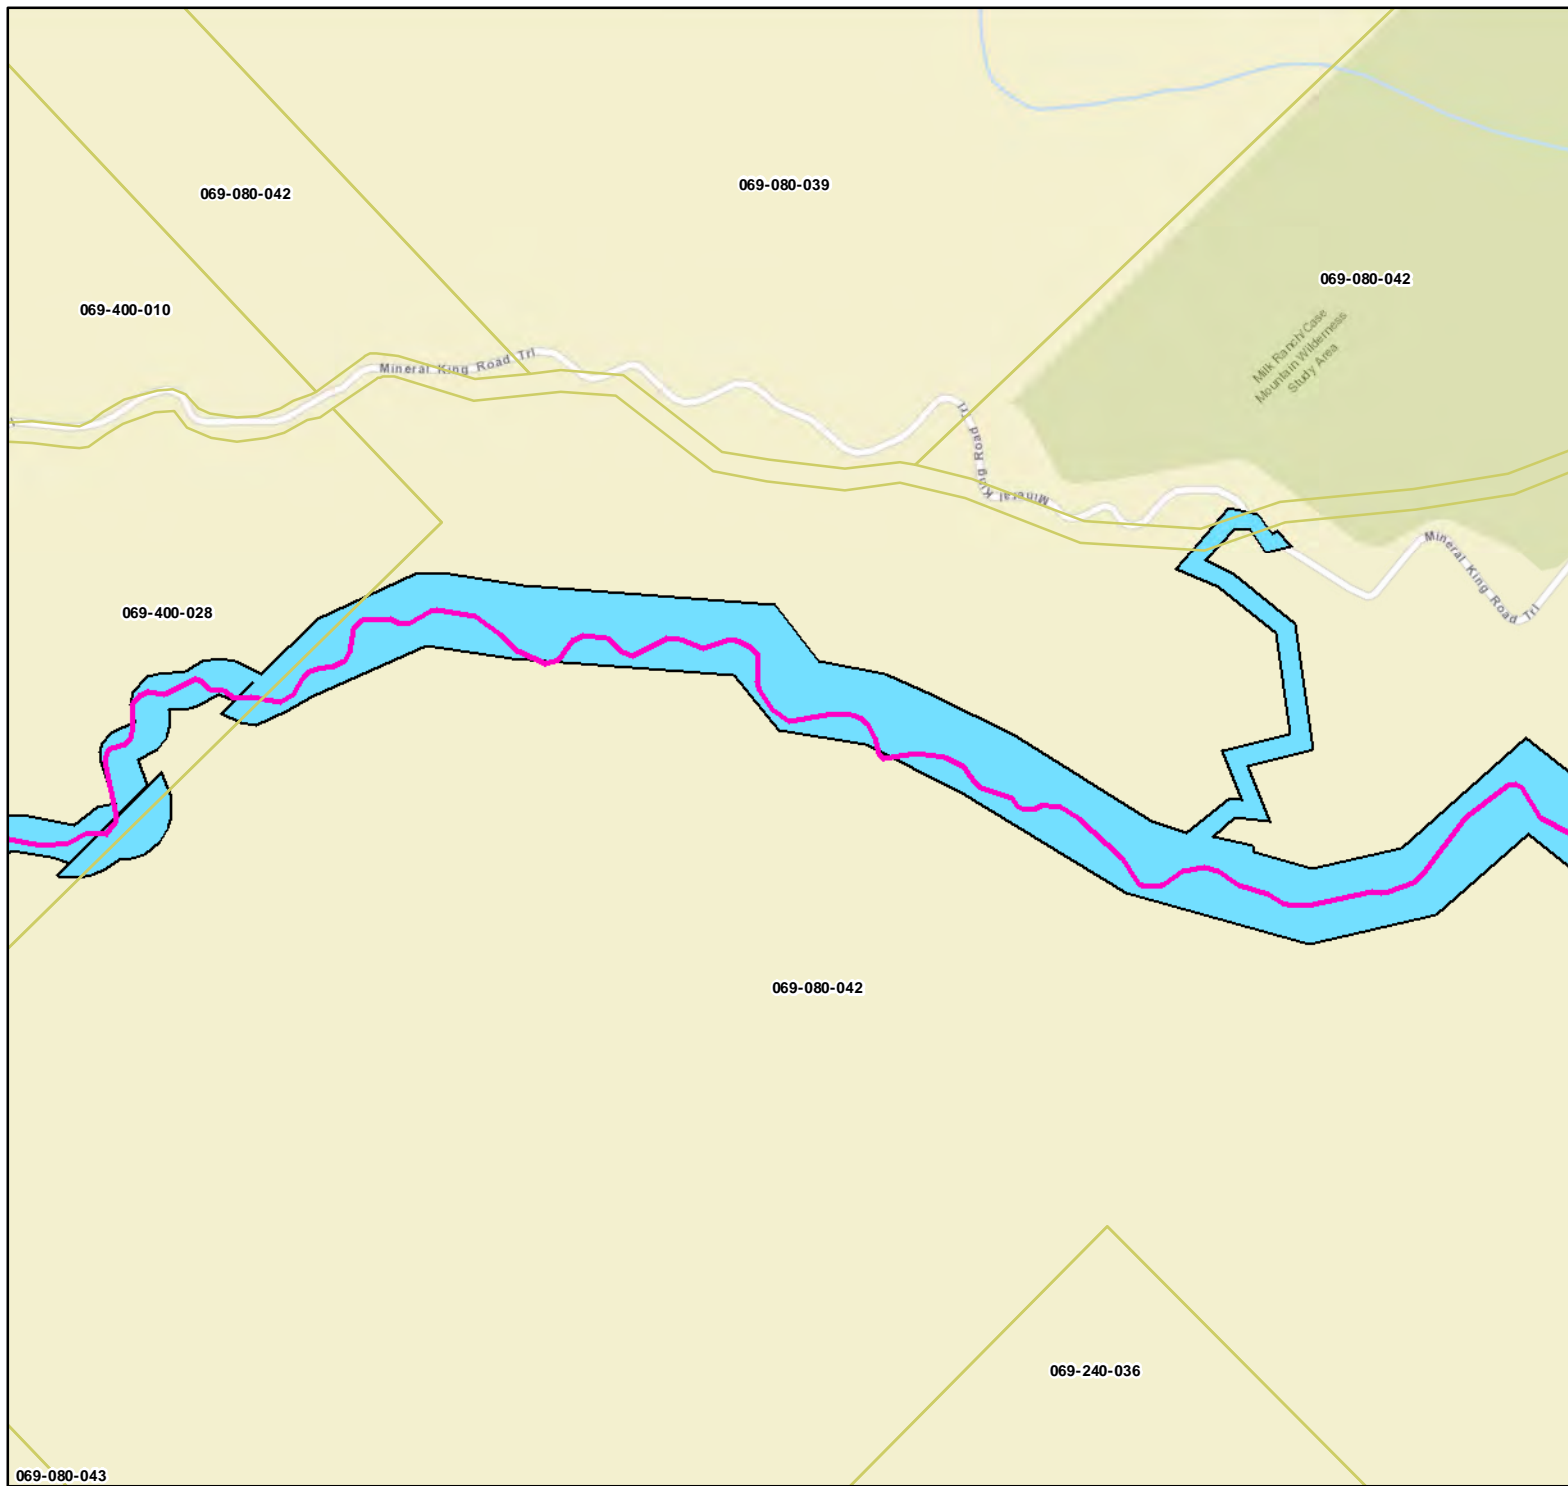 069-080-039
069-080-042
069-080-042
069-400-010
Milk Ranch/Case
Mountain Wilderness
Study Area
Mineral King Road Trl
Mineral King Road Trl
Mineral King Road Trl
069-400-028
069-080-042
069-240-036
069-080-043